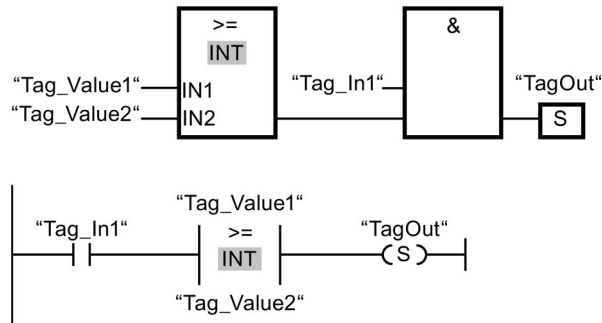 >=
&
INT
“Tag_Value1“ IN1 “Tag_In1“ “TagOut“
“Tag_Value2“ IN2 S
“Tag_Value1“
“Tag_In1“ >= “TagOut“
INT S
“Tag_Value2“